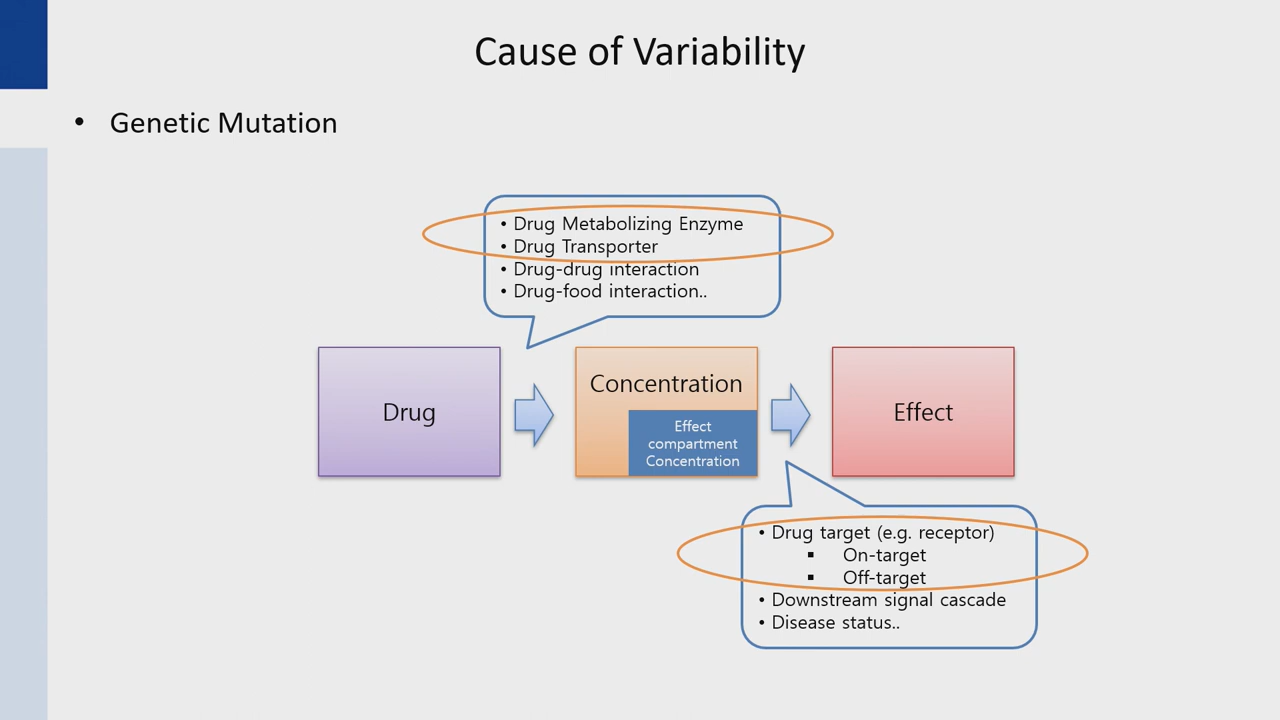 Cause of Variability
• Genetic Mutation
• Drug Metabolizing Enzyme
• Drug Transporter
• Drug-drug interaction
• Drug-food interaction..
Drug
Concentration
Effect
compartment
Concentration
Effect
• Drug target (e.g. receptor)
▪ On-target
▪ Off-target
• Downstream signal cascade
• Disease status..